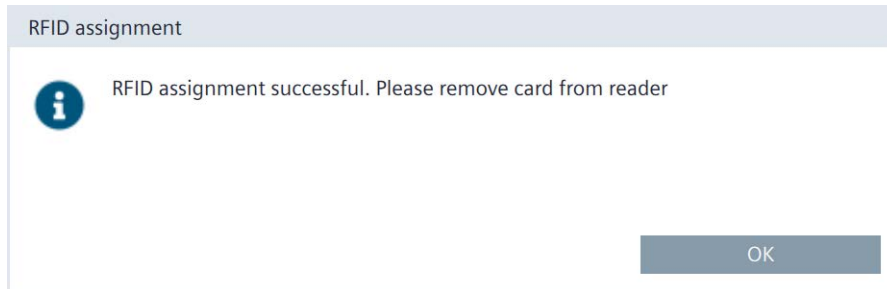 RFID assignment
RFID assignment successful. Please remove card from reader
OK